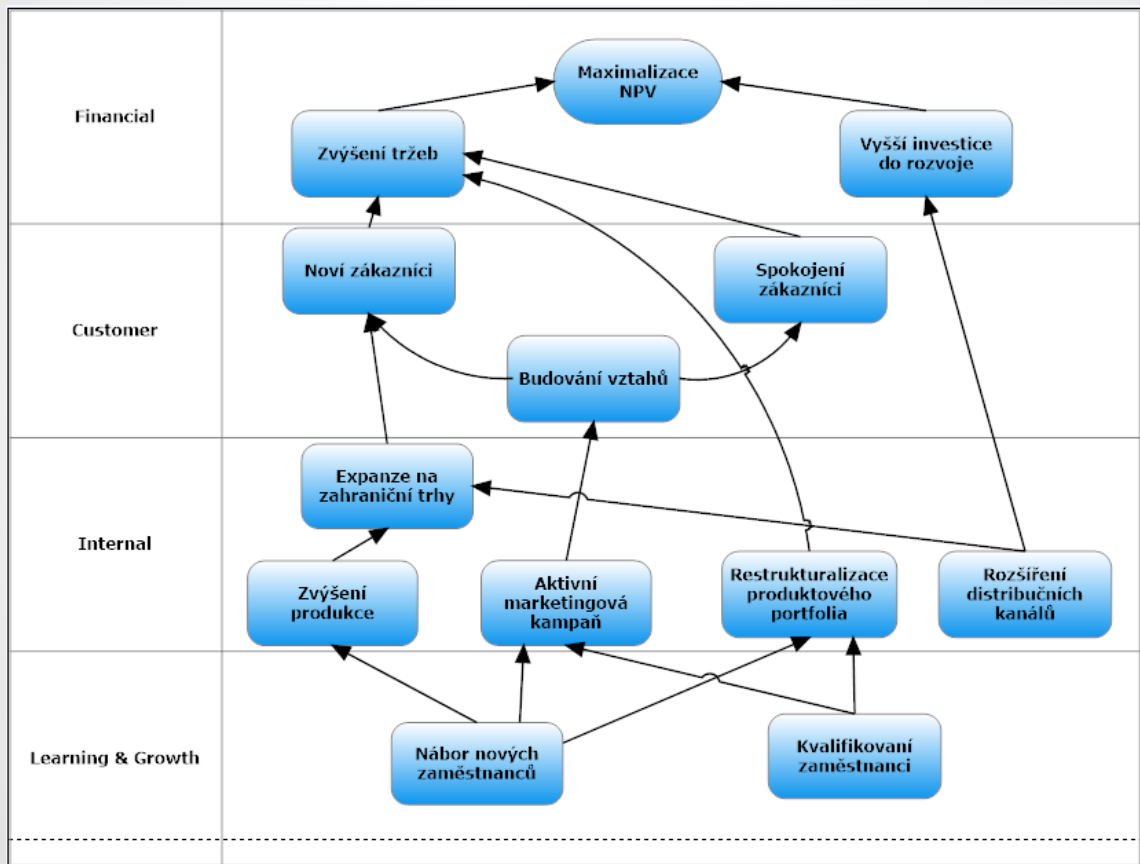 Financial
Maximalizace
NPV
Zvýšení tržeb
Vyšší investice
do rozvoje
Customer
Noví zákazníci
Spokojení
zákazníci
Budování vztahů
Internal
Expanze na
zahraniční trhy
Zvýšení
produkce
Aktivní
marketingová
kampaň
Restrukturalizace
produktového
portfolia
Rozšíření
distribučních
kanálů
Learning & Growth
Nábor nových
zaměstnanců
Kvalifikovaní
zaměstnanci